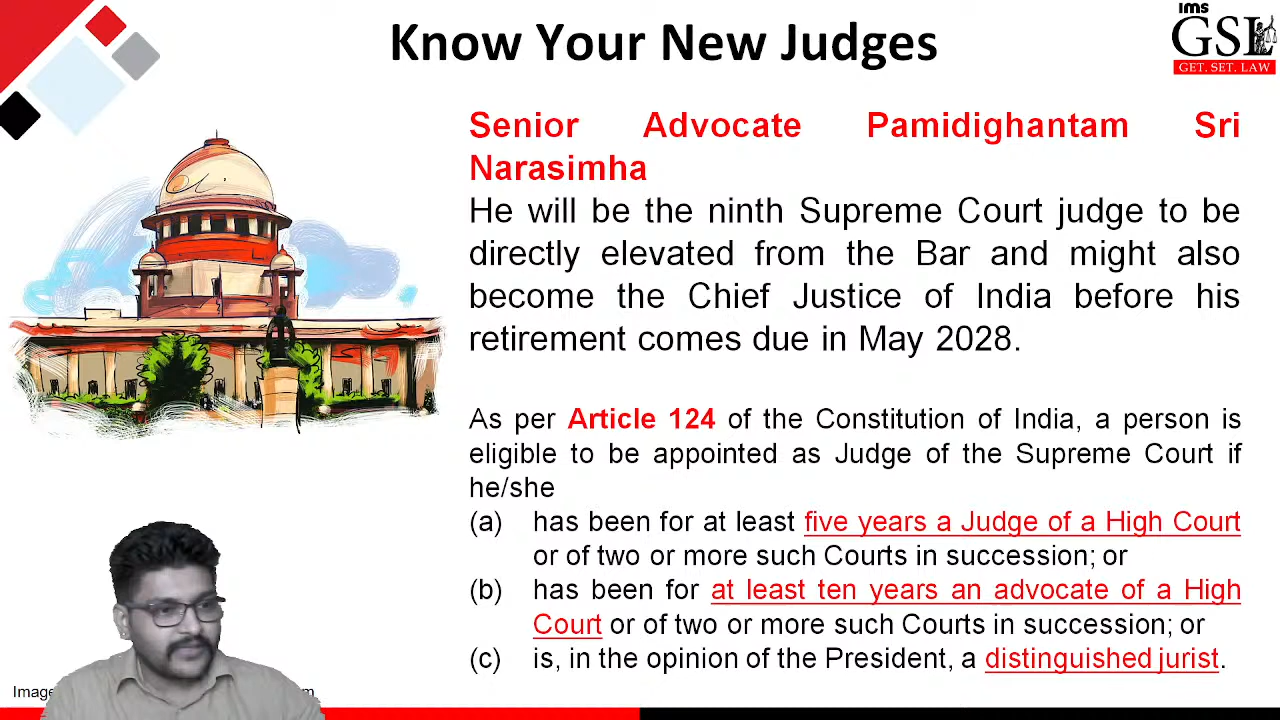 Know Your New Judges
ims
GSL
GET. SET. LAW
Senior Advocate Pamidighantam Sri
Narasimha
He will be the ninth Supreme Court judge to be
directly elevated from the Bar and might also
become the Chief Justice of India before his
retirement comes due in May 2028.
As per Article 124 of the Constitution of India, a person is
eligible to be appointed as Judge of the Supreme Court if
he/she
(a) has been for at least five years a Judge of a High Court
or of two or more such Courts in succession; or
(b) has been for at least ten years an advocate of a High
Court or of two or more such Courts in succession; or
(c) is, in the opinion of the President, a distinguished jurist.
Image